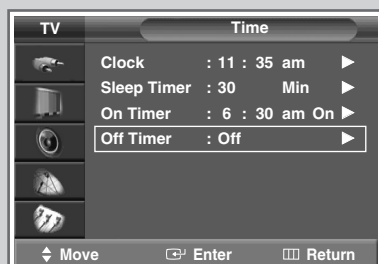 TV Time
Clock : 11 : 35 am ▶
Sleep Timer : 30 Min ▶
On Timer : 6 : 30 am On ▶
Off Timer : Off ▶
Move Enter Return